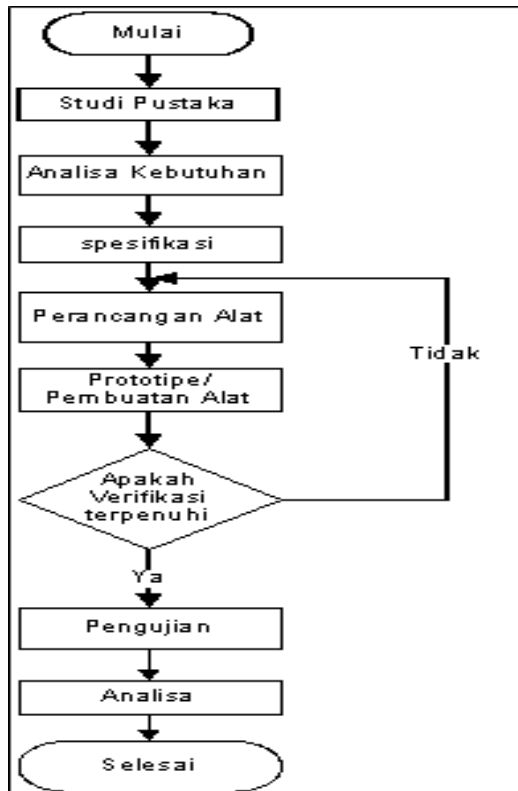 Mulai
Studi Pustaka
Analisa Kebutuhan
spesifikasi
Perancangan Alat
Tidak
Prototipe/
Pembuatan Alat
Apakah
Verifikasi
terpenuhi
Ya
Pengujian
Analisa
Selesai